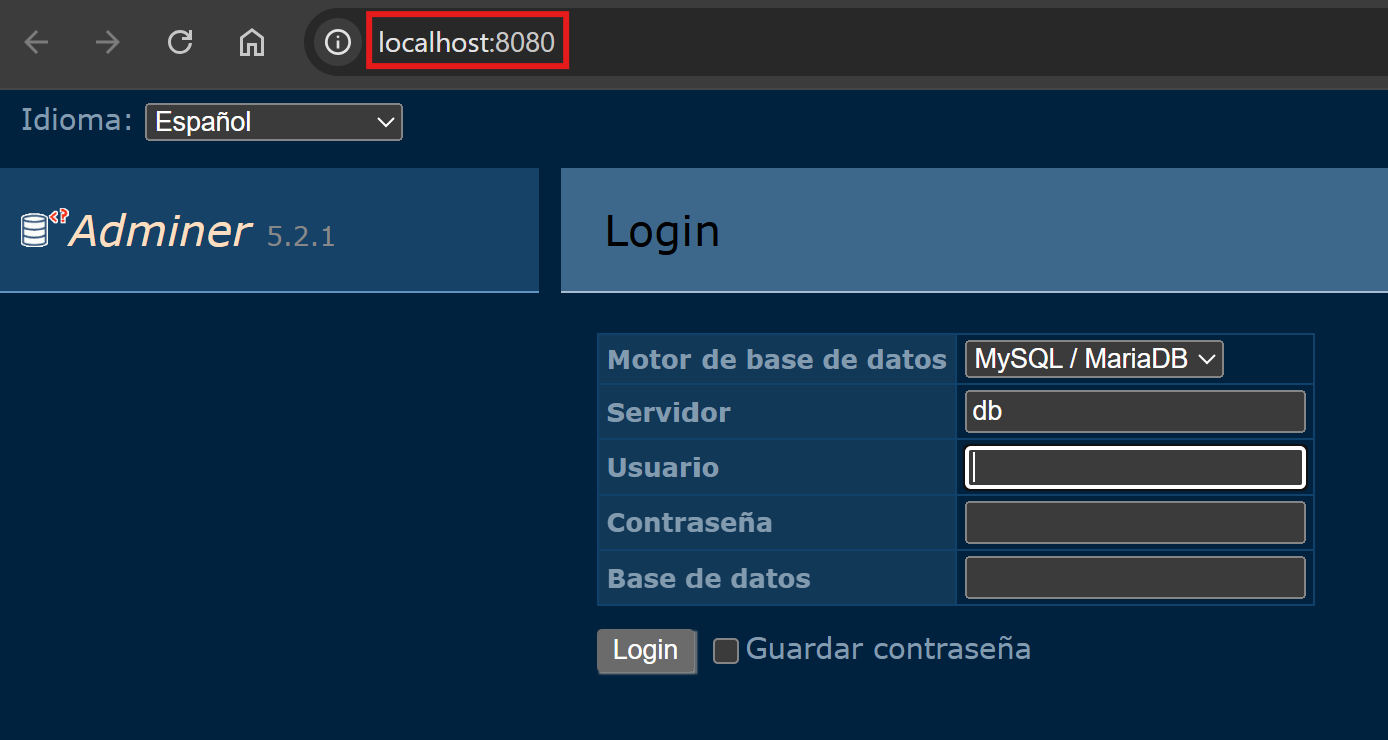 localhost:8080
Idioma: Español
Adminer 5.2.1
Login
Motor de base de datos MySQL / MariaDB
Servidor db
Usuario
Contraseña
Base de datos
Login Guardar contraseña